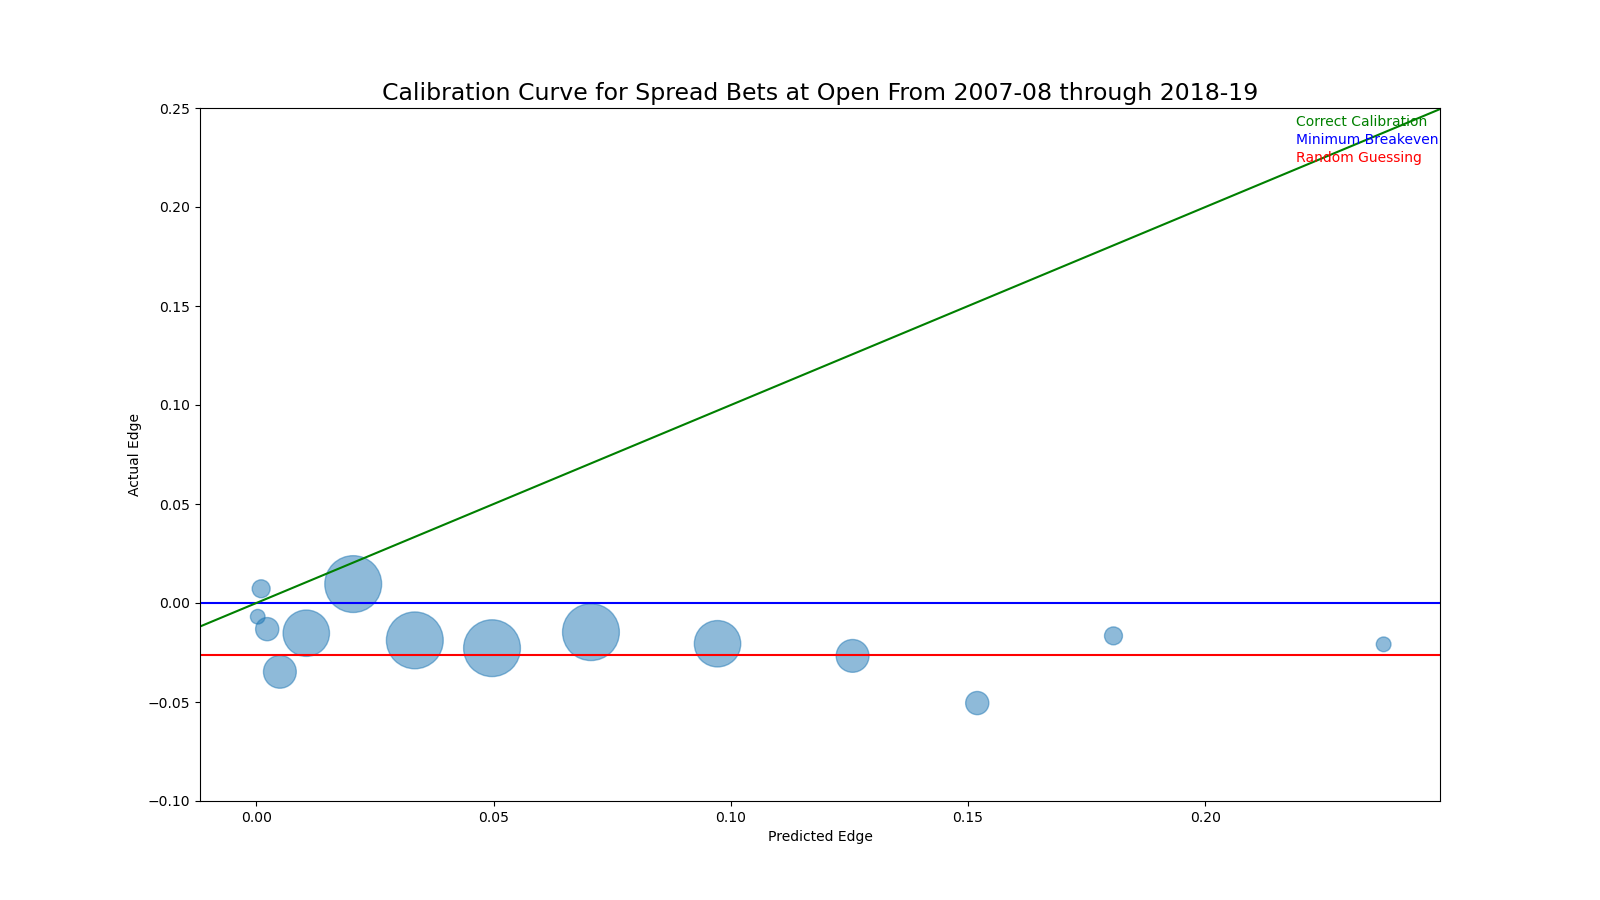 Calibration Curve for Spread Bets at Open From 2007-08 through 2018-19
0.25
Correct Calibration
Minimum Breakeven
Random Guessing
0.20
0.15
0.10
Actual Edge
0.05
0.00
−0.05
−0.10
0.00 0.05 0.10 0.15 0.20
Predicted Edge